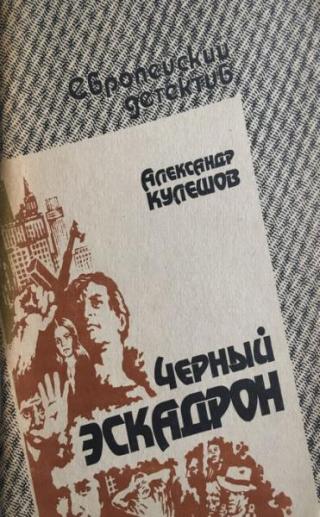 Европейский
детектив
Александр
КУЛЕШОВ
ЧЕРНЫЙ
ЭСКАДРОН